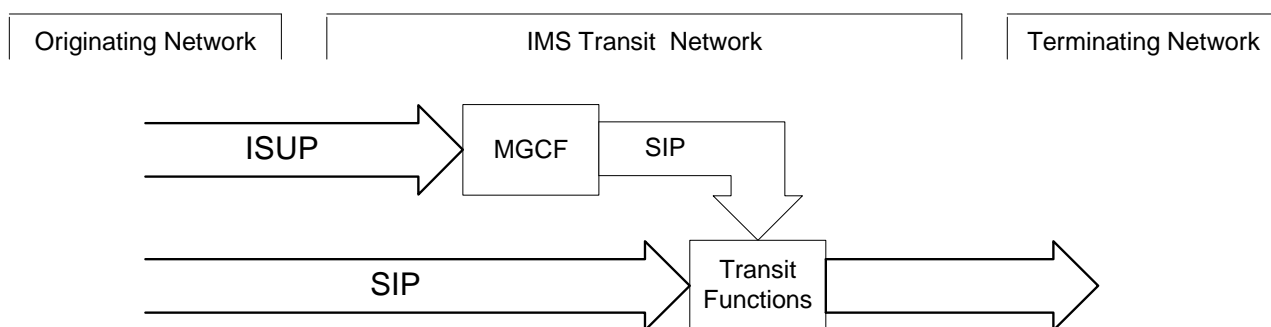 Originating Network
IMS Transit Network
Terminating Network
ISUP
MGCF
SIP
SIP
Transit
Functions